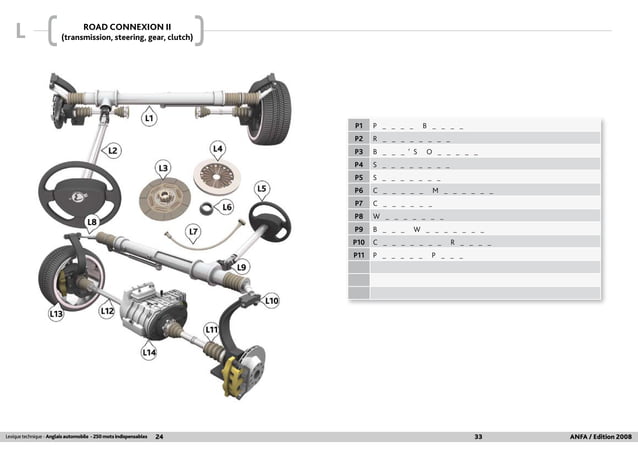 L
ROAD CONNEXION II
(transmission, steering, gear, clutch)
L1
L2
L3
L4
L5
L6
L7
L8
L9
L10
L11
L12
L13
L14
P1 P _ _ _ _ B _ _ _ _
P2 R _ _ _ _ _ _ _ _
P3 B _ _ _ ' S O _ _ _ _ _
P4 S _ _ _ _ _ _ _ _
P5 S _ _ _ _ _ _ _
P6 C _ _ _ _ _ M _ _ _ _ _ _
P7 C _ _ _ _ _ _
P8 W _ _ _ _ _ _ _
P9 B _ _ _ W _ _ _ _ _ _ _
P10 C _ _ _ _ _ _ _ R _ _ _ _
P11 P _ _ _ _ _ P _ _ _
Lexique technique - Anglais automobile - 250 mots indispensables 24
33 ANFA / Edition 2008